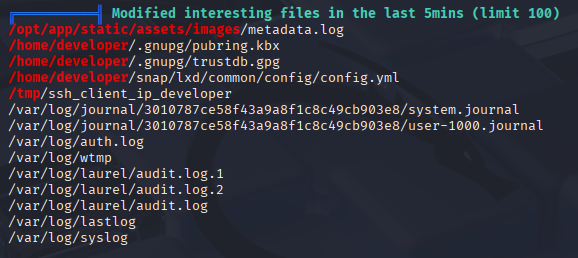 ╔══════════╣ Modified interesting files in the last 5mins (limit 100)
/opt/app/static/assets/images/metadata.log
/home/developer/.gnupg/pubring.kbx
/home/developer/.gnupg/trustdb.gpg
/home/developer/snap/lxd/common/config/config.yml
/tmp/ssh_client_ip_developer
/var/log/journal/3010787ce58f43a9a8f1c8c49cb903e8/system.journal
/var/log/journal/3010787ce58f43a9a8f1c8c49cb903e8/user-1000.journal
/var/log/auth.log
/var/log/wtmp
/var/log/laurel/audit.log.1
/var/log/laurel/audit.log.2
/var/log/laurel/audit.log
/var/log/lastlog
/var/log/syslog